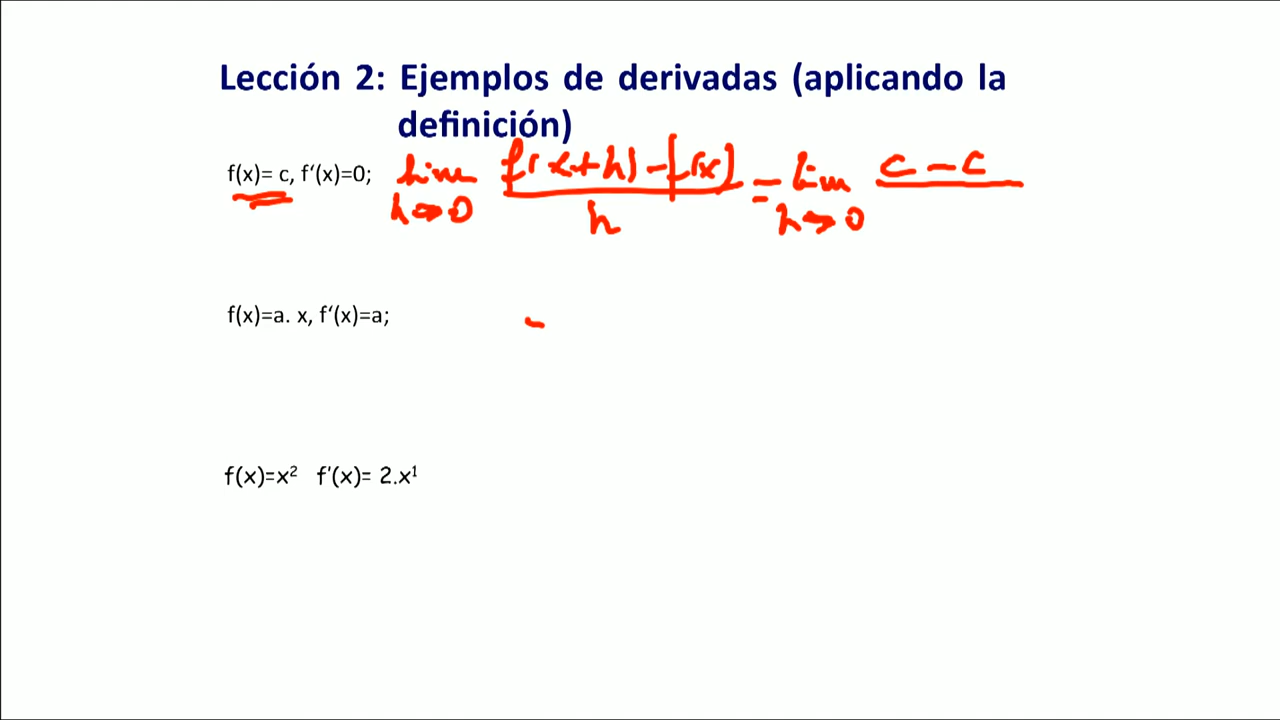 Lección 2: Ejemplos de derivadas (aplicando la
definición)
f(x)= c, f‘(x)=0; lim f(x+h)-f(x) = lim c-c
h→0 h h→0
f(x)=a. x, f‘(x)=a; -
f(x)=x² f'(x)= 2.x¹